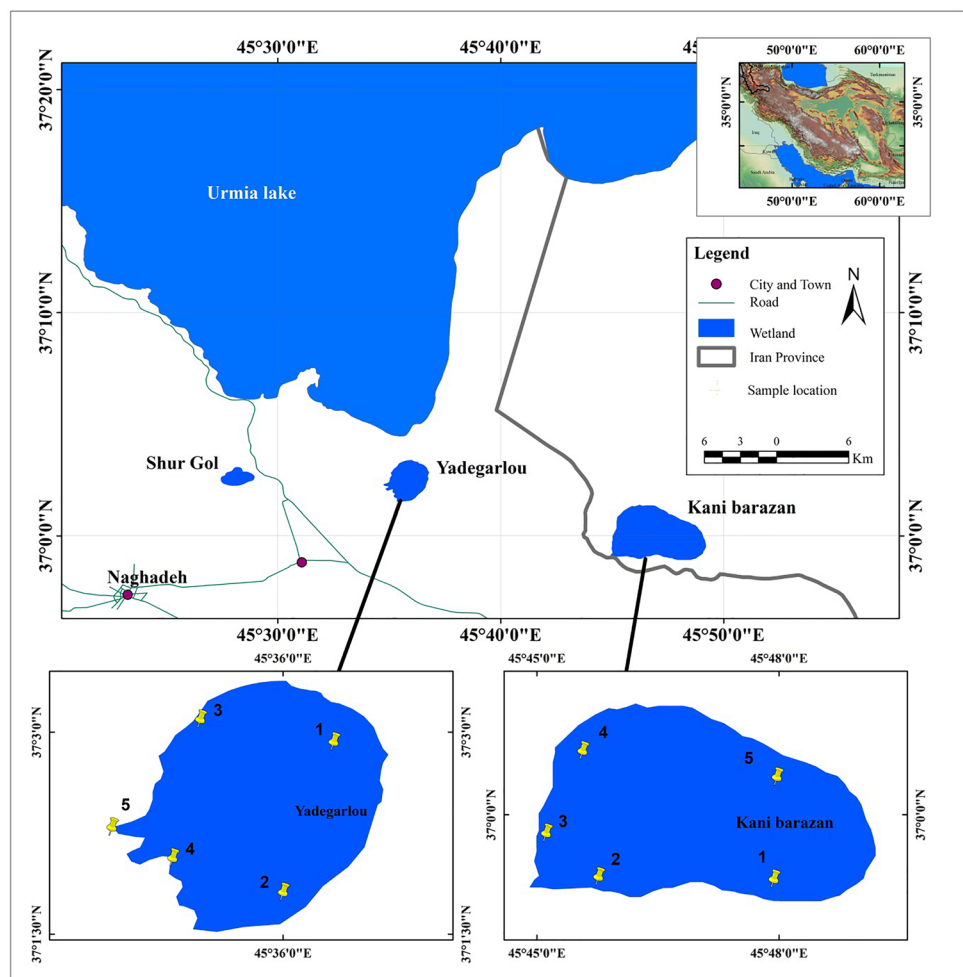 45°30'0"E
45°40'0"E
37°20'0"N
37°10'0"N
37°0'0"N
50°0'0"E
60°0'0"E
35°0'0"N
35°0'0"N
Turkmenistan
Iraq
Saudi Arabia
50°0'0"E
60°0'0"E
Urmia lake
Legend
N
City and Town
Road
Wetland
Iran Province
Sample location
6
3
0
6
Km
37°10'0"N
37°0'0"N
Shur Gol
Yadegarlou
Kani barazan
Naghadeh
45°30'0"E
45°40'0"E
45°50'0"E
45°36'0"E
37°3'0"N
37°1'30"N
3
1
5
Yadegarlou
4
2
37°3'0"N
37°1'30"N
45°36'0"E
45°45'0"E
45°48'0"E
37°0'0"N
4
5
3
Kani barazan
2
1
37°0'0"N
45°45'0"E
45°48'0"E